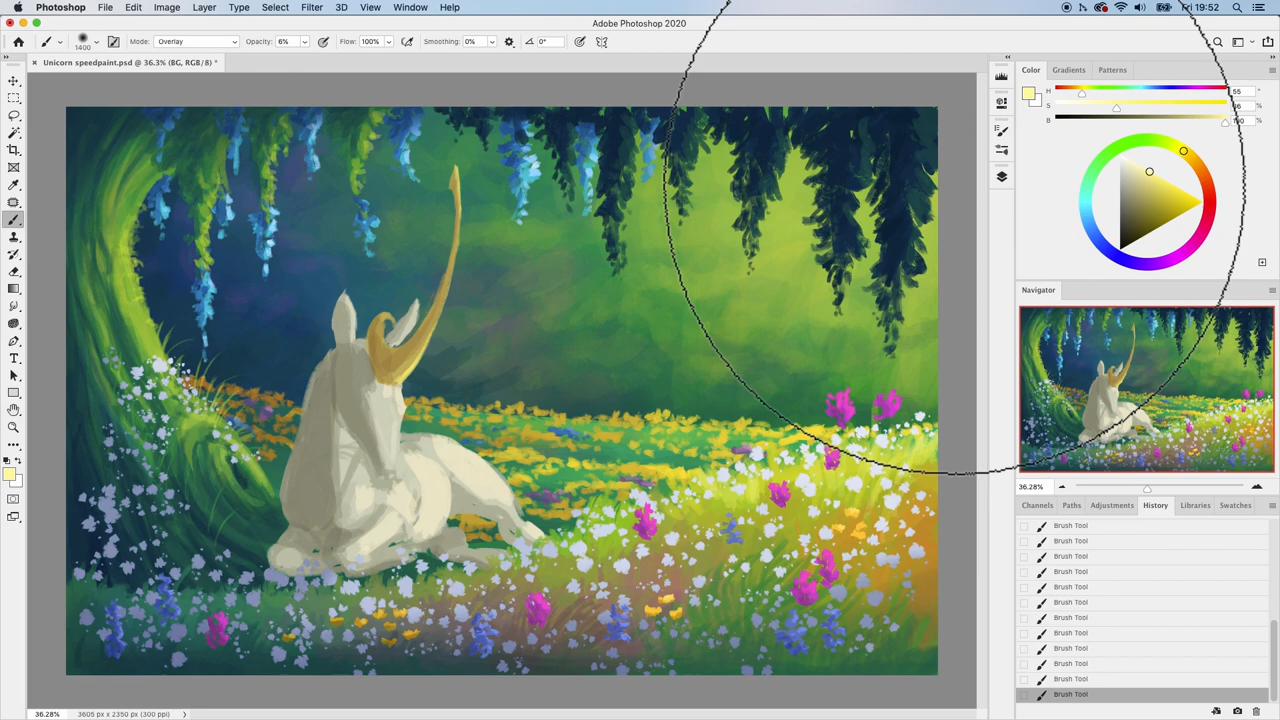 Photoshop File Edit Image Layer Type Select Filter 3D View Window Help Fri 19:52
Adobe Photoshop 2020
1400 Mode: Overlay Opacity: 6% Flow: 100% Smoothing: 0% 0°
Unicorn speedpaint.psd @ 36.3% (BG, RGB/8) *
Color Gradients Patterns
H 55 °
S %
B %
Navigator
36.28%
Channels Paths Adjustments History Libraries Swatches
Brush Tool
Brush Tool
Brush Tool
Brush Tool
Brush Tool
Brush Tool
Brush Tool
Brush Tool
Brush Tool
Brush Tool
Brush Tool
Brush Tool
36.28% 3605 px x 2350 px (300 ppi)